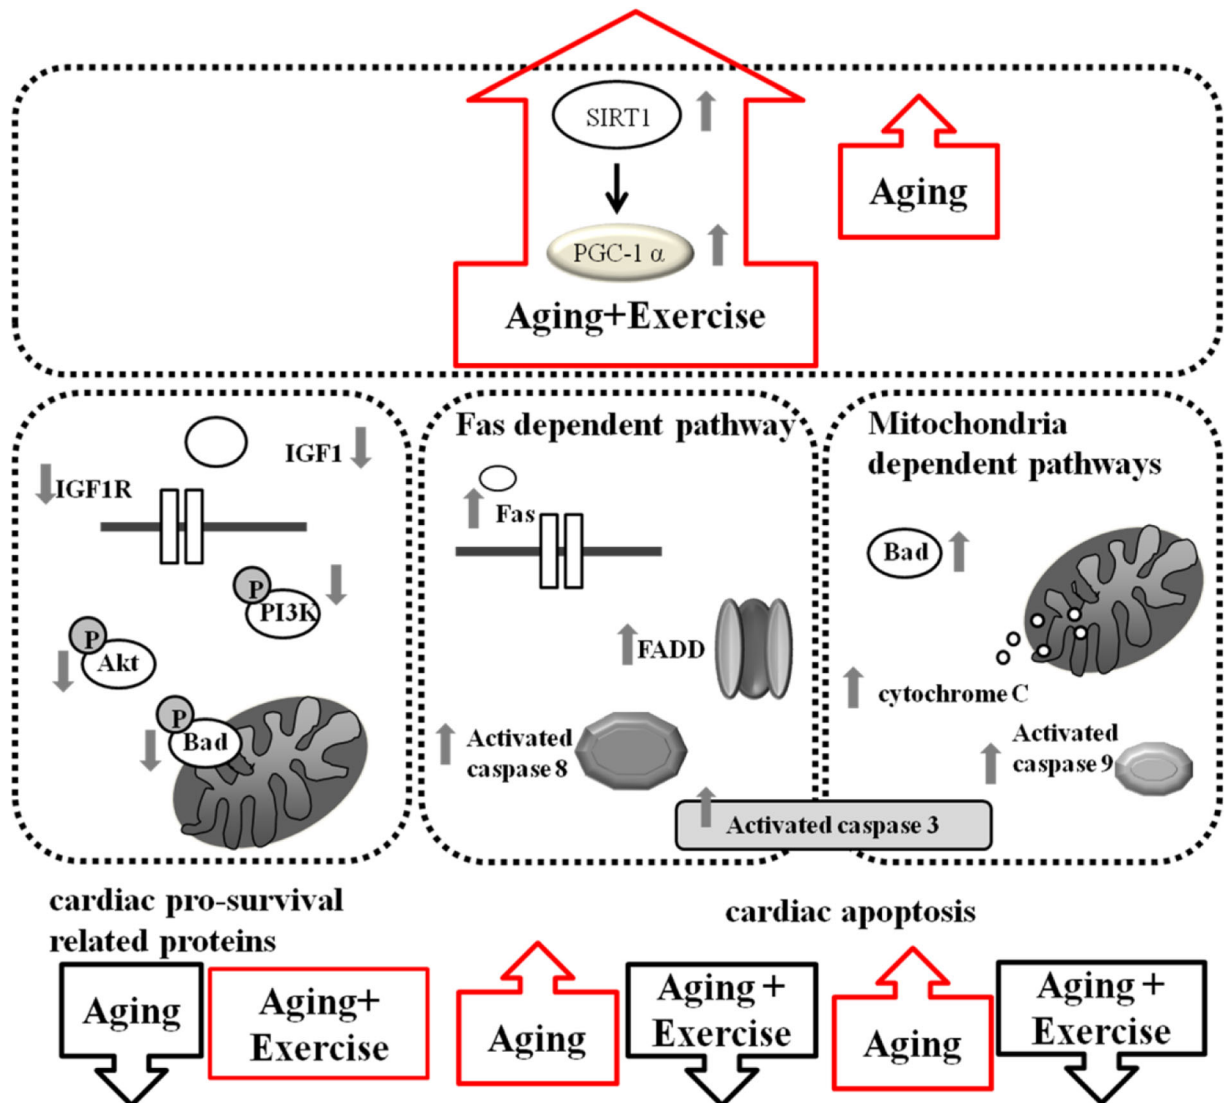 SIRT1
Aging
PGC-1 α
Aging+Exercise
IGF1
IGF1R
P
PI3K
P
Akt
P
Bad
Fas dependent pathway
Fas
FADD
Activated
caspase 8
Mitochondria
dependent pathways
Bad
cytochrome C
Activated
caspase 9
Activated caspase 3
cardiac pro-survival
related proteins
cardiac apoptosis
Aging
Aging+
Exercise
Aging
Aging +
Exercise
Aging
Aging +
Exercise